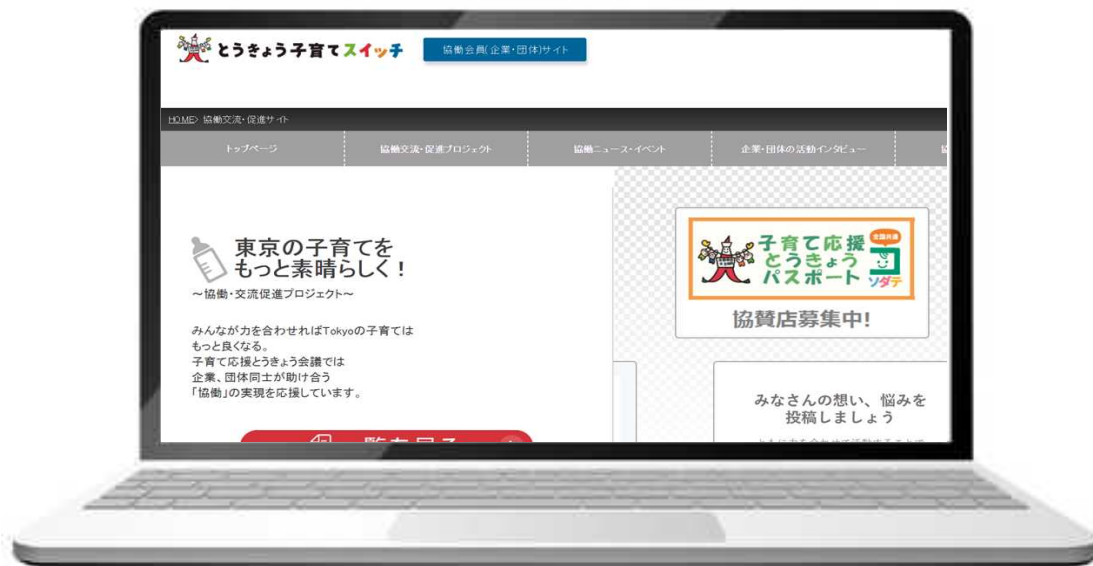 とうきょう子育てスイッチ
協働会員(企業・団体)サイト
HOME> 協働交流・促進サイト
トップページ
協働交流・促進プロジェクト
協働ニュース・イベント
企業・団体の活動インタビュー
東京の子育てを
もっと素晴らしく！
～協働・交流促進プロジェクト～
みんなが力を合わせればTokyoの子育ては
もっと良くなる。
子育て応援とうきょう会議では
企業、団体同士が助け合う
「協働」の実現を応援しています。
子育て応援
とうきょう
パスポート
全国共通
ソダテ
協賛店募集中!
みなさんの想い、悩みを
投稿しましょう